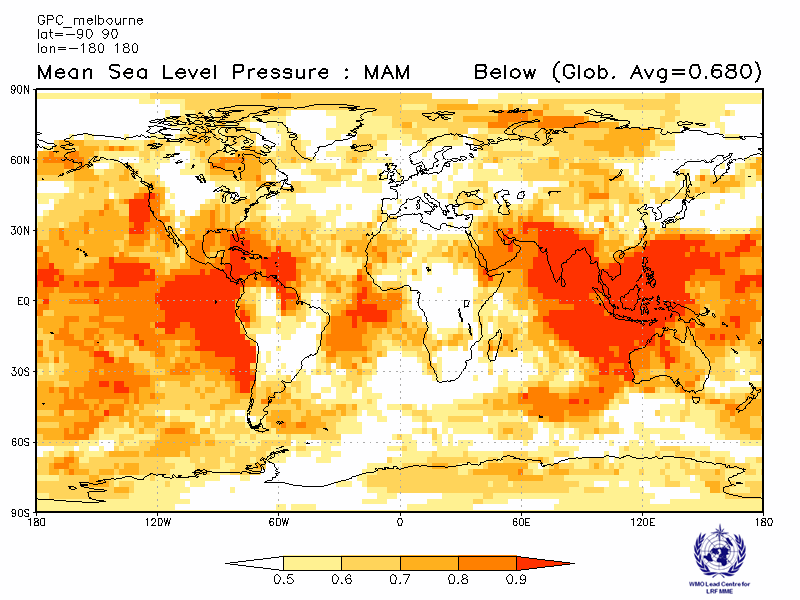 GPC_melbourne
lat=-90 90
lon=-180 180
Mean Sea Level Pressure : MAM Below (Glob. Avg=0.680)
90N
60N
30N
EQ
30S
60S
90S
180 120W 60W 0 60E 120E 180
0.5 0.6 0.7 0.8 0.9
WMO Lead Centre for
LRF MME